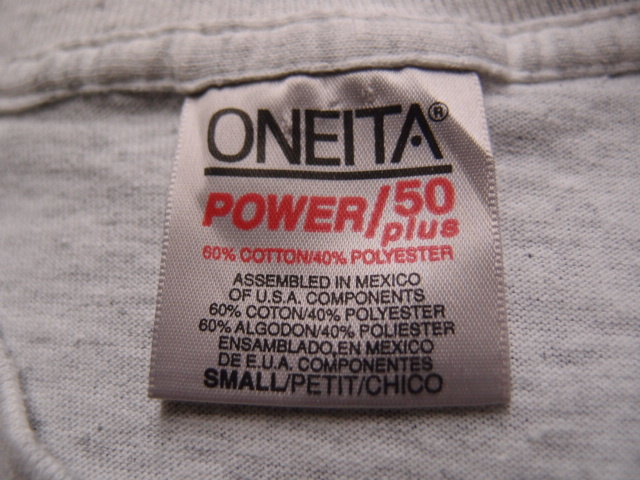 ONEITA®
POWER/50
plus
60% COTTON/40% POLYESTER
ASSEMBLED IN MEXICO
OF U.S.A. COMPONENTS
60% COTON/40% POLYESTER
60% ALGODON/40% POLIESTER
ENSAMBLADO,EN MEXICO
DE E.U.A. COMPONENTES
SMALL/PETIT/CHICO